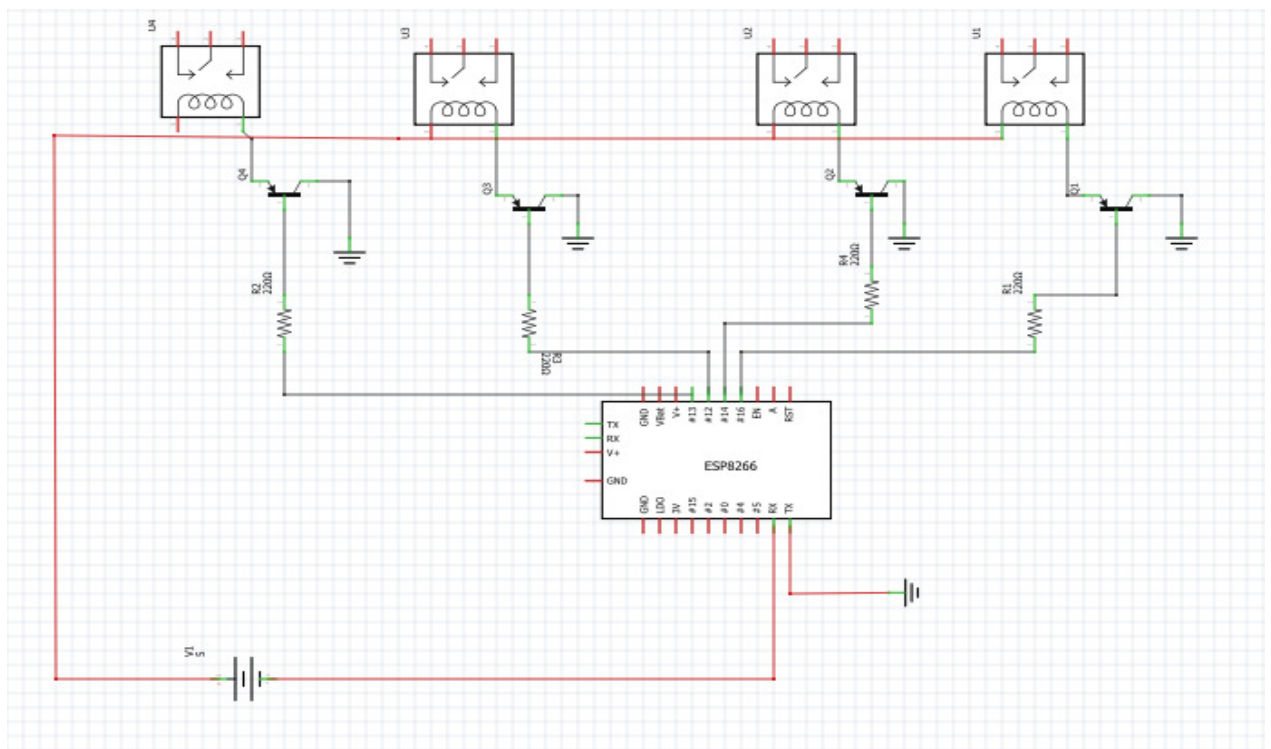 U4
U3
U2
U1
Q4
Q3
Q2
Q1
R2
220Ω
R4
220Ω
R1
220Ω
R3
220Ω
GND
VBat
V+
#13
#12
#14
#16
EN
A
RST
TX
RX
V+
GND
ESP8266
GND
LDO
3V
#15
#2
#0
#4
#5
RX
TX
V1
5